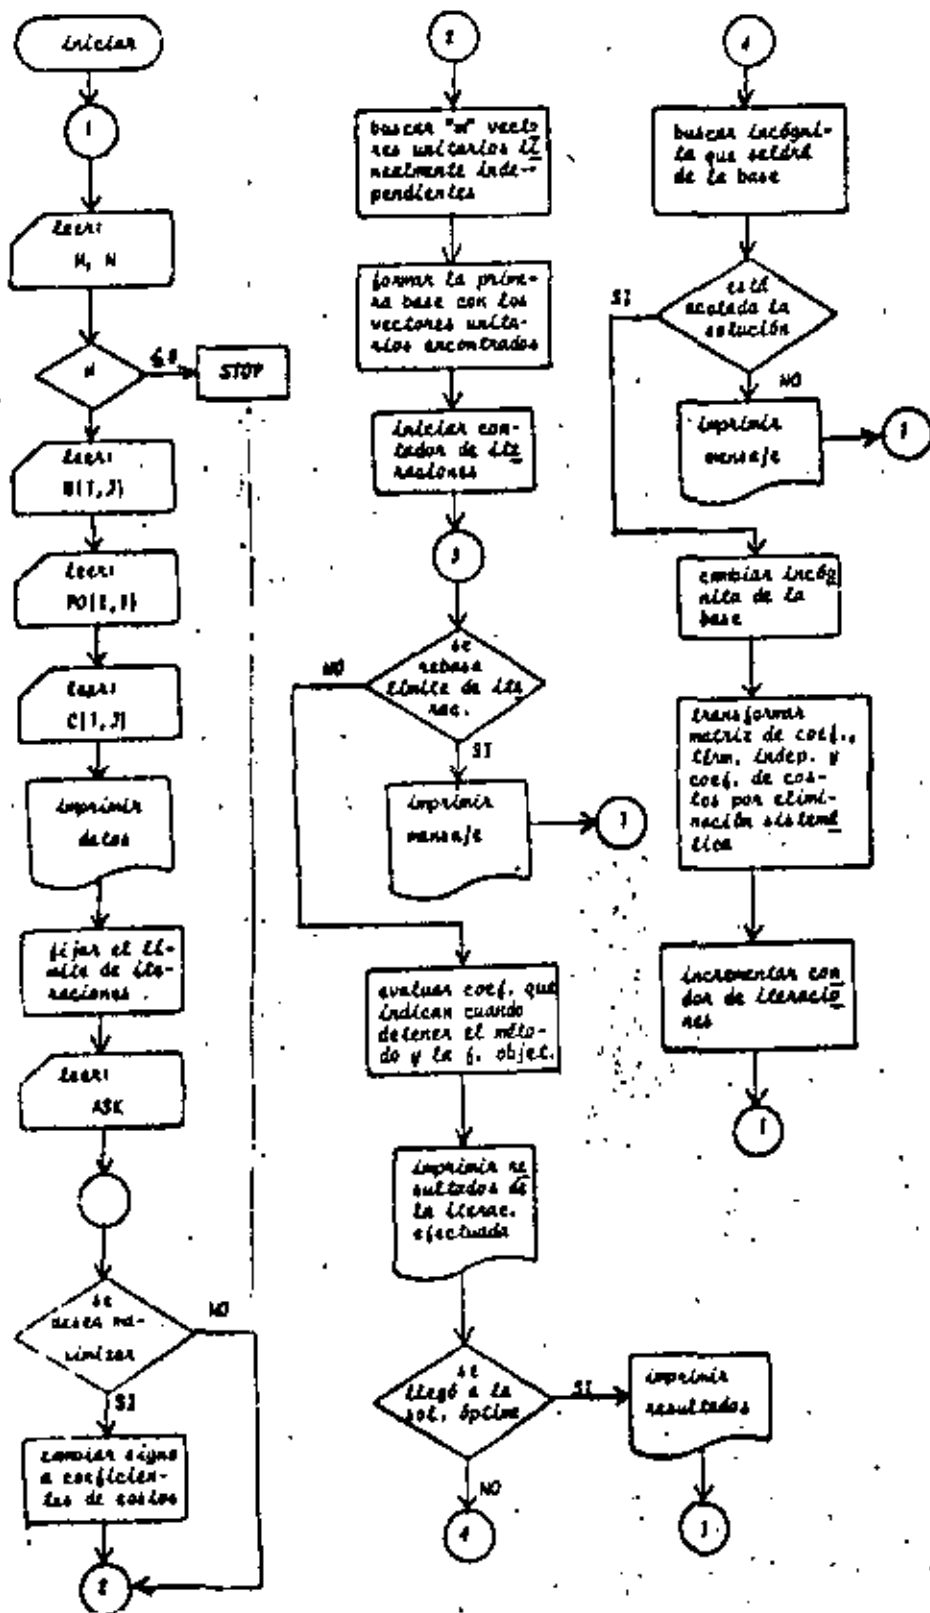 iniciar
1
leer:
M, N
N
≤ 0
STOP
leer:
B(I,J)
leer:
leer:
C(I,J)
imprimir
datos
fijar el lí-
mite de ite-
raciones.
leer:
ASK
se
desea ma-
ximizar
NO
SI
cambiar signo
a coeficien-
tes de costos
2
2
buscar "m" vecto
res unitarios li
nealmente inde-
pendientes
formar la prime-
ra base con los
vectores unita-
rios encontrados
iniciar con-
tador de ite
raciones
3
se
rebasa
límite de ite
rac.
NO
SI
imprimir
mensaje
1
evaluar coef. que
indican cuando
detener el méto-
do y la f. objet.
imprimir re
sultados de
la iterac.
efectuada
se
llegó a la
sol. óptima
SI
imprimir
resultados
NO
4
4
buscar incógni-
ta que saldrá
de la base
está
acotada la
solución
SI
NO
imprimir
mensaje
1
cambiar incóg
nita de la
base
transformar
matriz de coef.,
térm. indep. y
coef. de cos-
tos por elimi-
nación sistemá
tica
incrementar con
dor de iteracio
nes